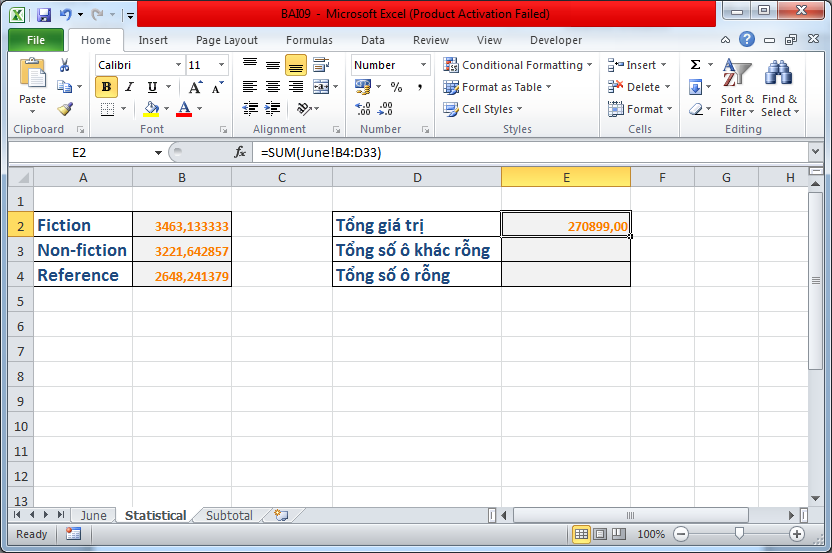 BAI09 - Microsoft Excel (Product Activation Failed)
File Home Insert Page Layout Formulas Data Review View Developer
Paste
Calibri 11
B I U A A
A
Number
% ,
Conditional Formatting
Format as Table
Cell Styles
Insert
Delete
Format
Σ
Sort & Filter
Find & Select
Clipboard Font Alignment Number Styles Cells Editing
E2 fx =SUM(June!B4:D33)
A B C D E F G H
1
2 Fiction 3463,133333 Tổng giá trị 270899,00
3 Non-fiction 3221,642857 Tổng số ô khác rỗng
4 Reference 2648,241379 Tổng số ô rỗng
5
6
7
8
9
10
11
12
13
June Statistical Subtotal
Ready 100%